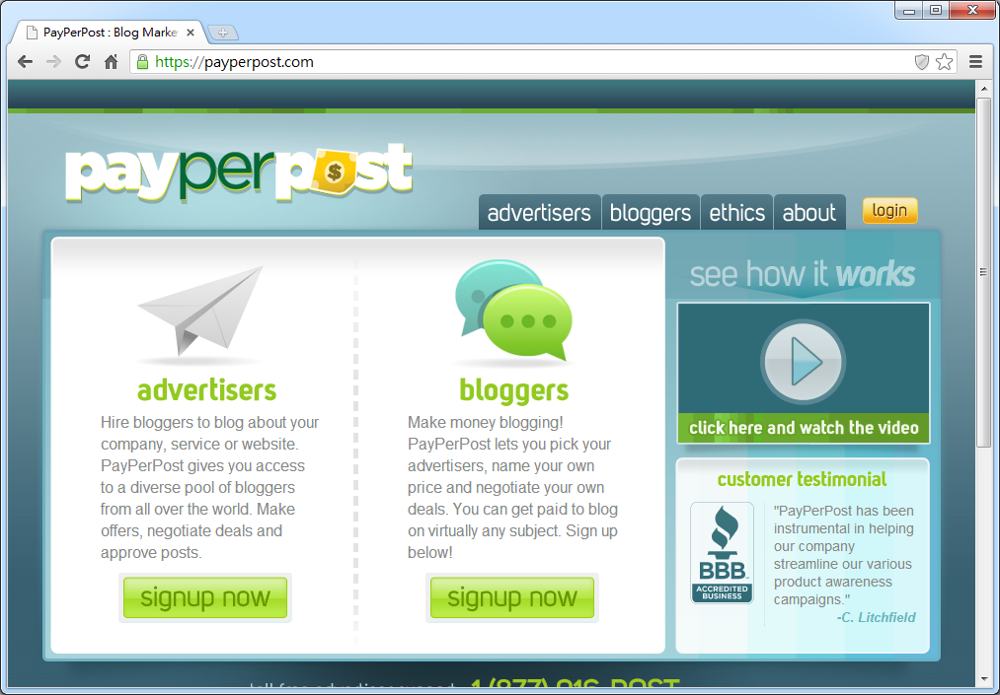 PayPerPost : Blog Marke
https://payperpost.com
payperpost
advertisers bloggers ethics about login
advertisers
Hire bloggers to blog about your
company, service or website.
PayPerPost gives you access
to a diverse pool of bloggers
from all over the world. Make
offers, negotiate deals and
approve posts.
signup now
bloggers
Make money blogging!
PayPerPost lets you pick your
advertisers, name your own
price and negotiate your own
deals. You can get paid to blog
on virtually any subject. Sign up
below!
signup now
see how it works
click here and watch the video
customer testimonial
BBB
ACCREDITED
BUSINESS
"PayPerPost has been
instrumental in helping
our company
streamline our various
product awareness
campaigns."
-C. Litchfield
1 (877) 916-POST